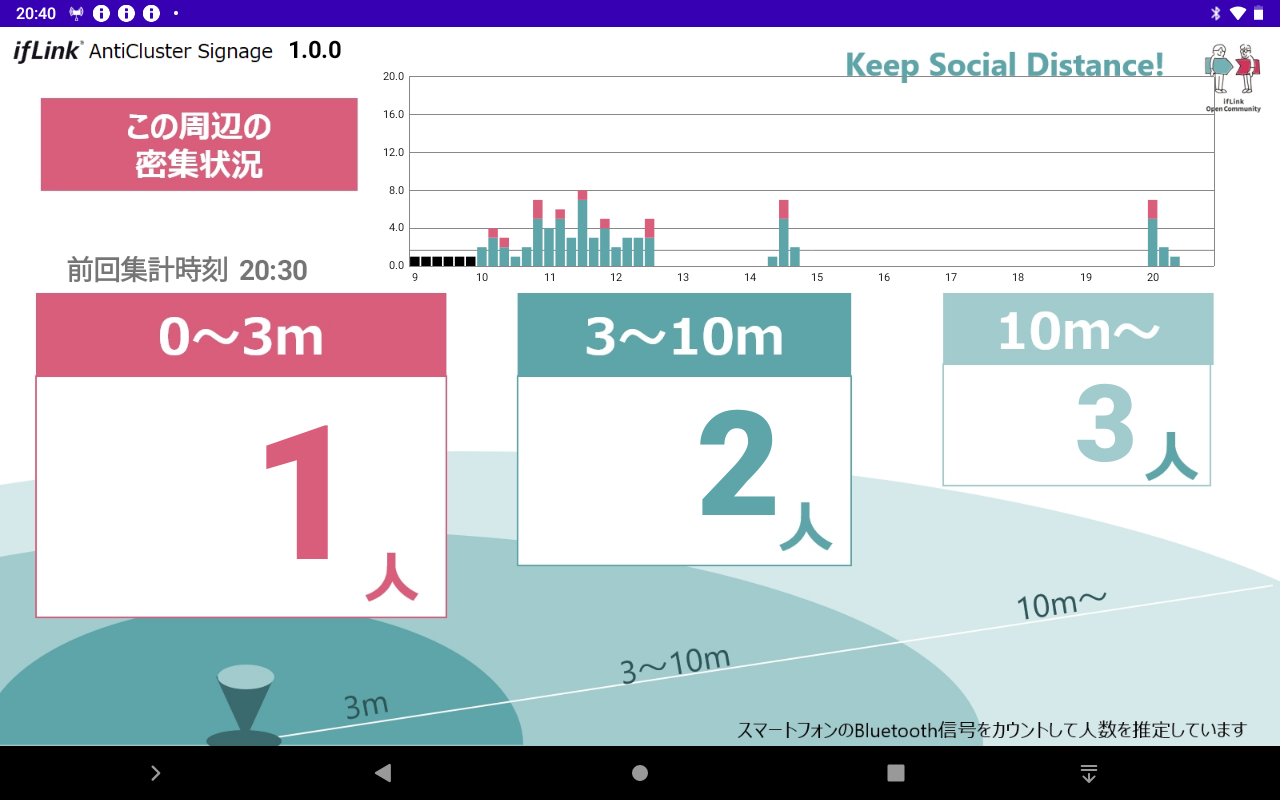 20:40
ifLink® AntiCluster Signage 1.0.0
Keep Social Distance!
ifLink
Open Community
この周辺の
密集状況
20.0
16.0
12.0
8.0
4.0
0.0
9 10 11 12 13 14 15 16 17 18 19 20
前回集計時刻 20:30
0～3m
1人
3～10m
2人
10m～
3人
3m
3～10m
10m～
スマートフォンのBluetooth信号をカウントして人数を推定しています